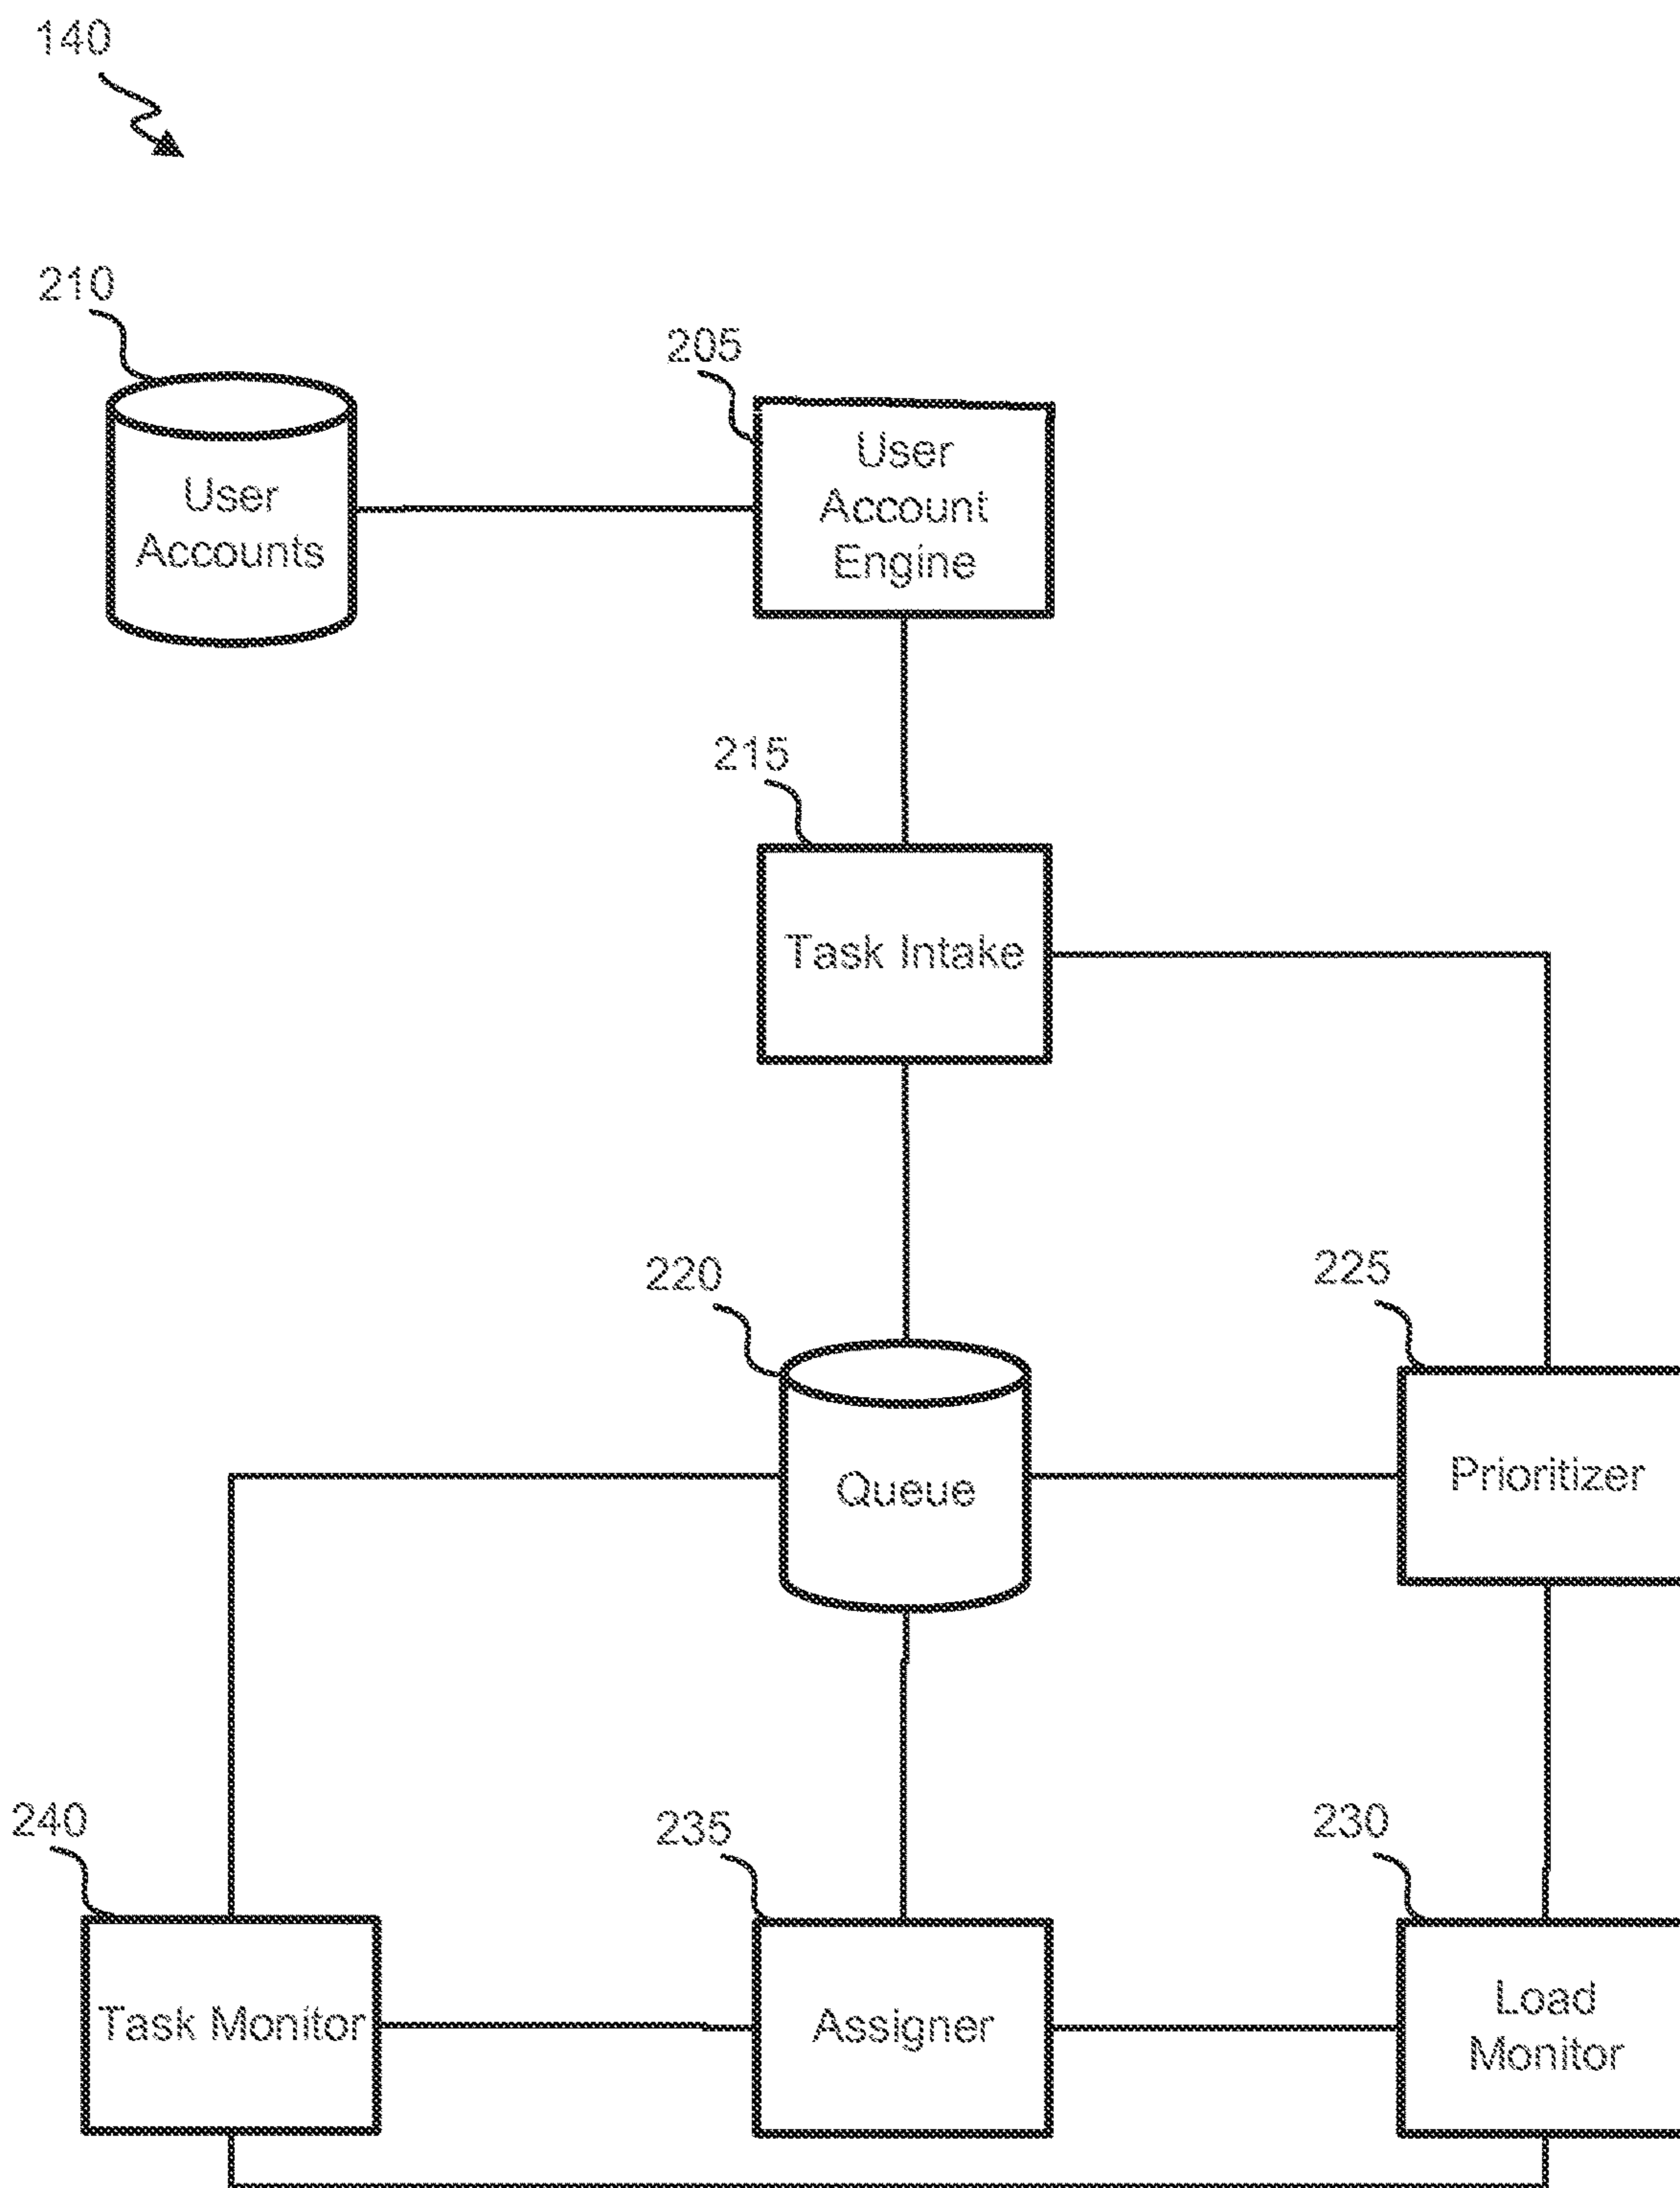 140
210
205
User
Accounts
User
Account
Engine
215
Task Intake
220
225
Queue
Prioritizer
240
235
230
Task Monitor
Assigner
Load
Monitor